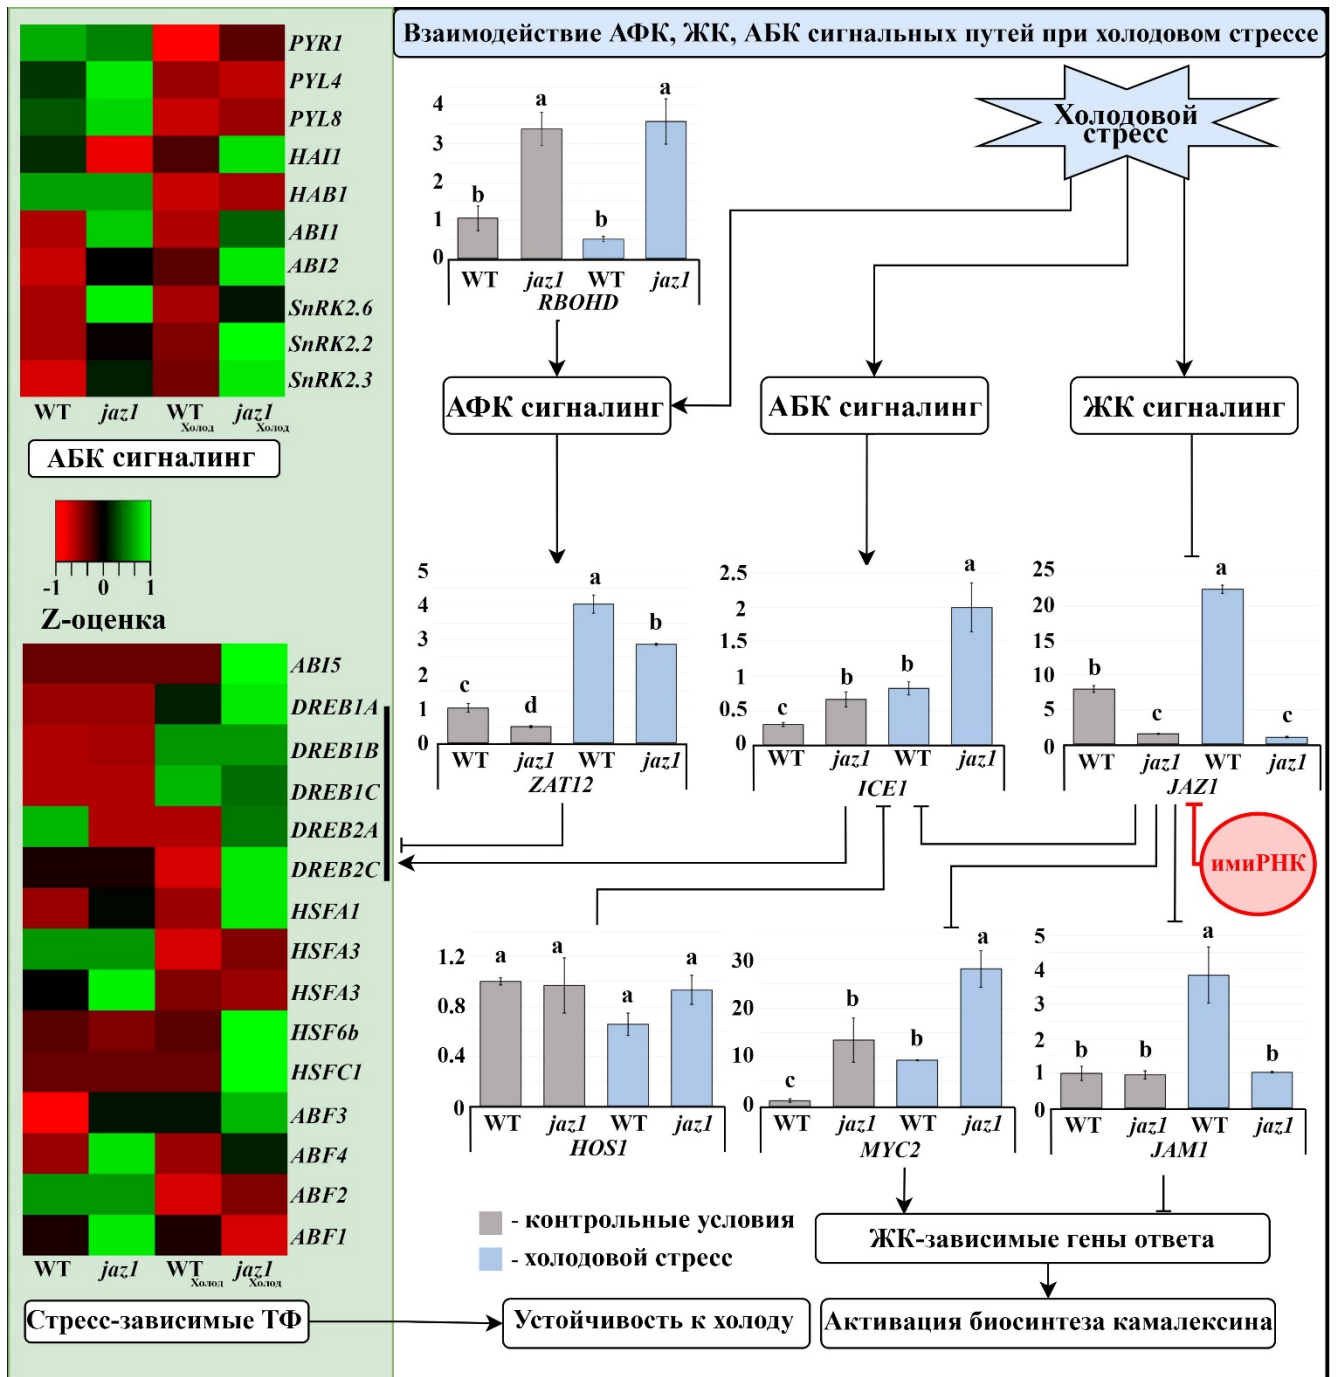 Взаимодействие АФК, ЖК, АБК сигнальных путей при холодовом стрессе
PYR1
PYL4
PYL8
HAI1
HAB1
ABI1
ABI2
SnRK2.6
SnRK2.2
SnRK2.3
WT jaz1 WT Холод jaz1 Холод
АБК сигналинг
-1 0 1
Z-оценка
ABI5
DREB1A
DREB1B
DREB1C
DREB2A
DREB2C
HSFA1
HSFA3
HSFA3
HSF6b
HSFC1
ABF3
ABF4
ABF2
ABF1
WT jaz1 WT Холод jaz1 Холод
Стресс-зависимые ТФ
Холодовой
стресс
4
3
2
1
0
b a b a
WT jaz1 WT jaz1
RBOHD
АФК сигналинг
АБК сигналинг
ЖК сигналинг
5
4
3
2
1
0
c d a b
WT jaz1 WT jaz1
ZAT12
2.5
2
1.5
1
0.5
0
c b b a
WT jaz1 WT jaz1
ICE1
25
20
15
10
5
0
b c a c
WT jaz1 WT jaz1
JAZ1
имиРНК
1.2
0.8
0.4
0
a a a a
WT jaz1 WT jaz1
HOS1
30
20
10
0
c b b a
WT jaz1 WT jaz1
MYC2
5
4
3
2
1
0
b b a b
WT jaz1 WT jaz1
JAM1
- контрольные условия
- холодовой стресс
ЖК-зависимые гены ответа
Устойчивость к холоду
Активация биосинтеза камалексина